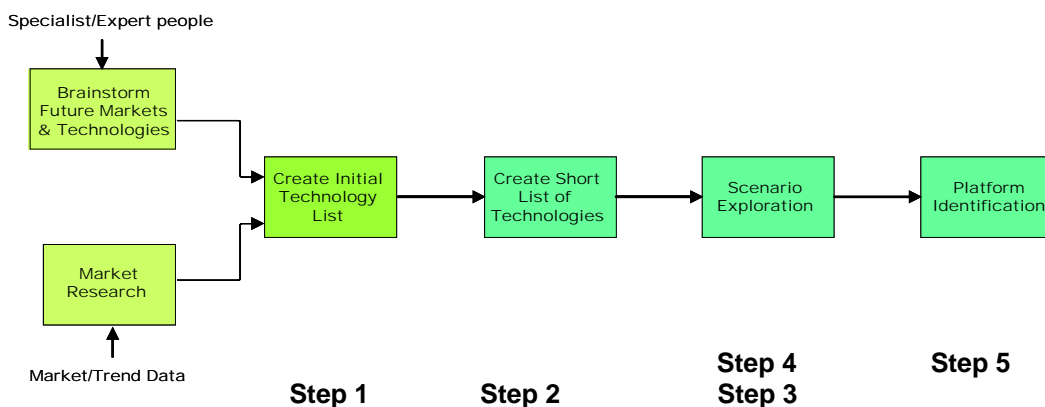 Specialist/Expert people
Brainstorm
Future Markets
& Technologies
Create Initial
Technology
List
Create Short
List of
Technologies
Scenario
Exploration
Platform
Identification
Market
Research
Market/Trend Data
Step 1
Step 2
Step 4
Step 3
Step 5